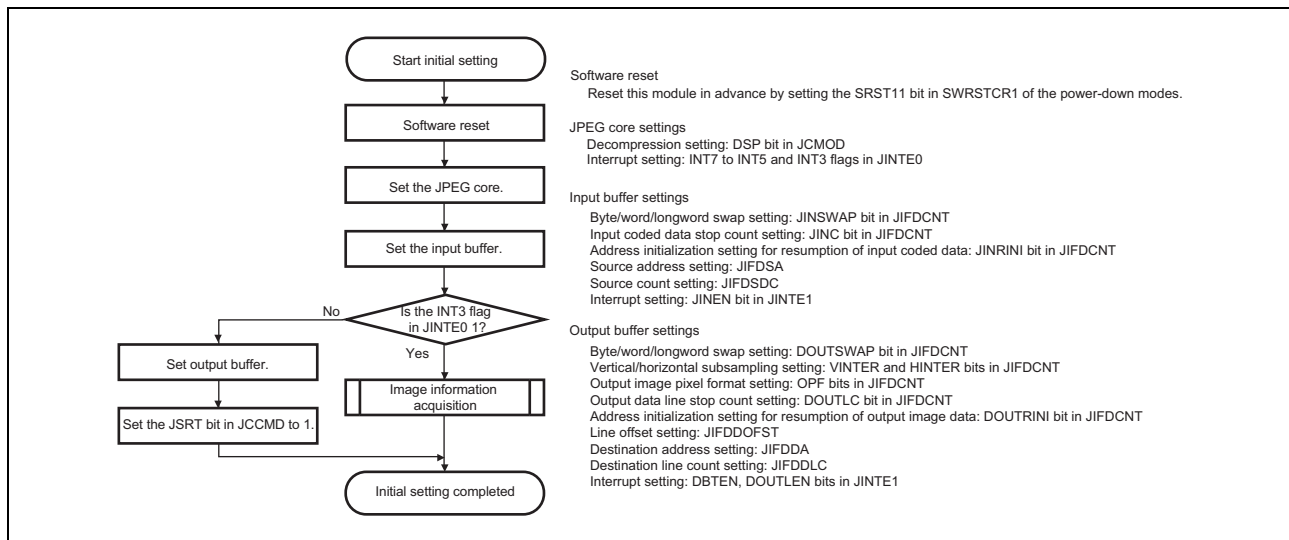 Start initial setting
Software reset
Set the JPEG core.
Set the input buffer.
Is the INT3 flag
in JINTE0 1?
No
Yes
Set output buffer.
Set the JSRT bit in JCCMD to 1.
Image information
acquisition
Initial setting completed
Software reset
Reset this module in advance by setting the SRST11 bit in SWRSTCR1 of the power-down modes.
JPEG core settings
Decompression setting: DSP bit in JCMOD
Interrupt setting: INT7 to INT5 and INT3 flags in JINTE0
Input buffer settings
Byte/word/longword swap setting: JINSWAP bit in JIFDCNT
Input coded data stop count setting: JINC bit in JIFDCNT
Address initialization setting for resumption of input coded data: JINRINI bit in JIFDCNT
Source address setting: JIFDSA
Source count setting: JIFDSDC
Interrupt setting: JINEN bit in JINTE1
Output buffer settings
Byte/word/longword swap setting: DOUTSWAP bit in JIFDCNT
Vertical/horizontal subsampling setting: VINTER and HINTER bits in JIFDCNT
Output image pixel format setting: OPF bits in JIFDCNT
Output data line stop count setting: DOUTLC bit in JIFDCNT
Address initialization setting for resumption of output image data: DOUTRINI bit in JIFDCNT
Line offset setting: JIFDDOFST
Destination address setting: JIFDDA
Destination line count setting: JIFDDLC
Interrupt setting: DBTEN, DOUTLEN bits in JINTE1